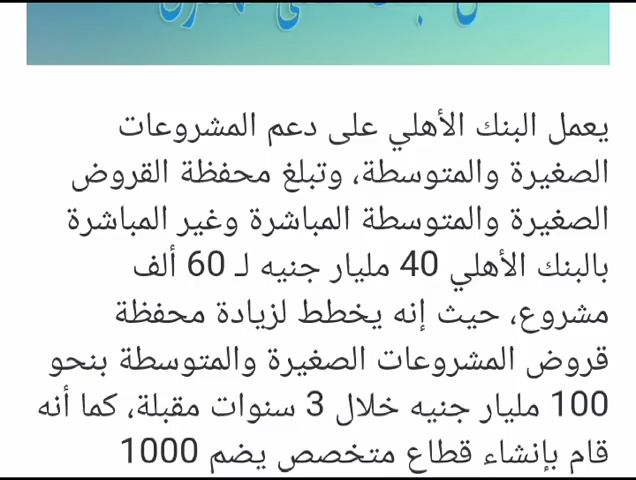 يعمل البنك الأهلي على دعم المشروعات
الصغيرة والمتوسطة، وتبلغ محفظة القروض
الصغيرة والمتوسطة المباشرة وغير المباشرة
بالبنك الأهلي 40 مليار جنيه لـ 60 ألف
مشروع، حيث إنه يخطط لزيادة محفظة
قروض المشروعات الصغيرة والمتوسطة بنحو
100 مليار جنيه خلال 3 سنوات مقبلة، كما أنه
قام بإنشاء قطاع متخصص يضم 1000